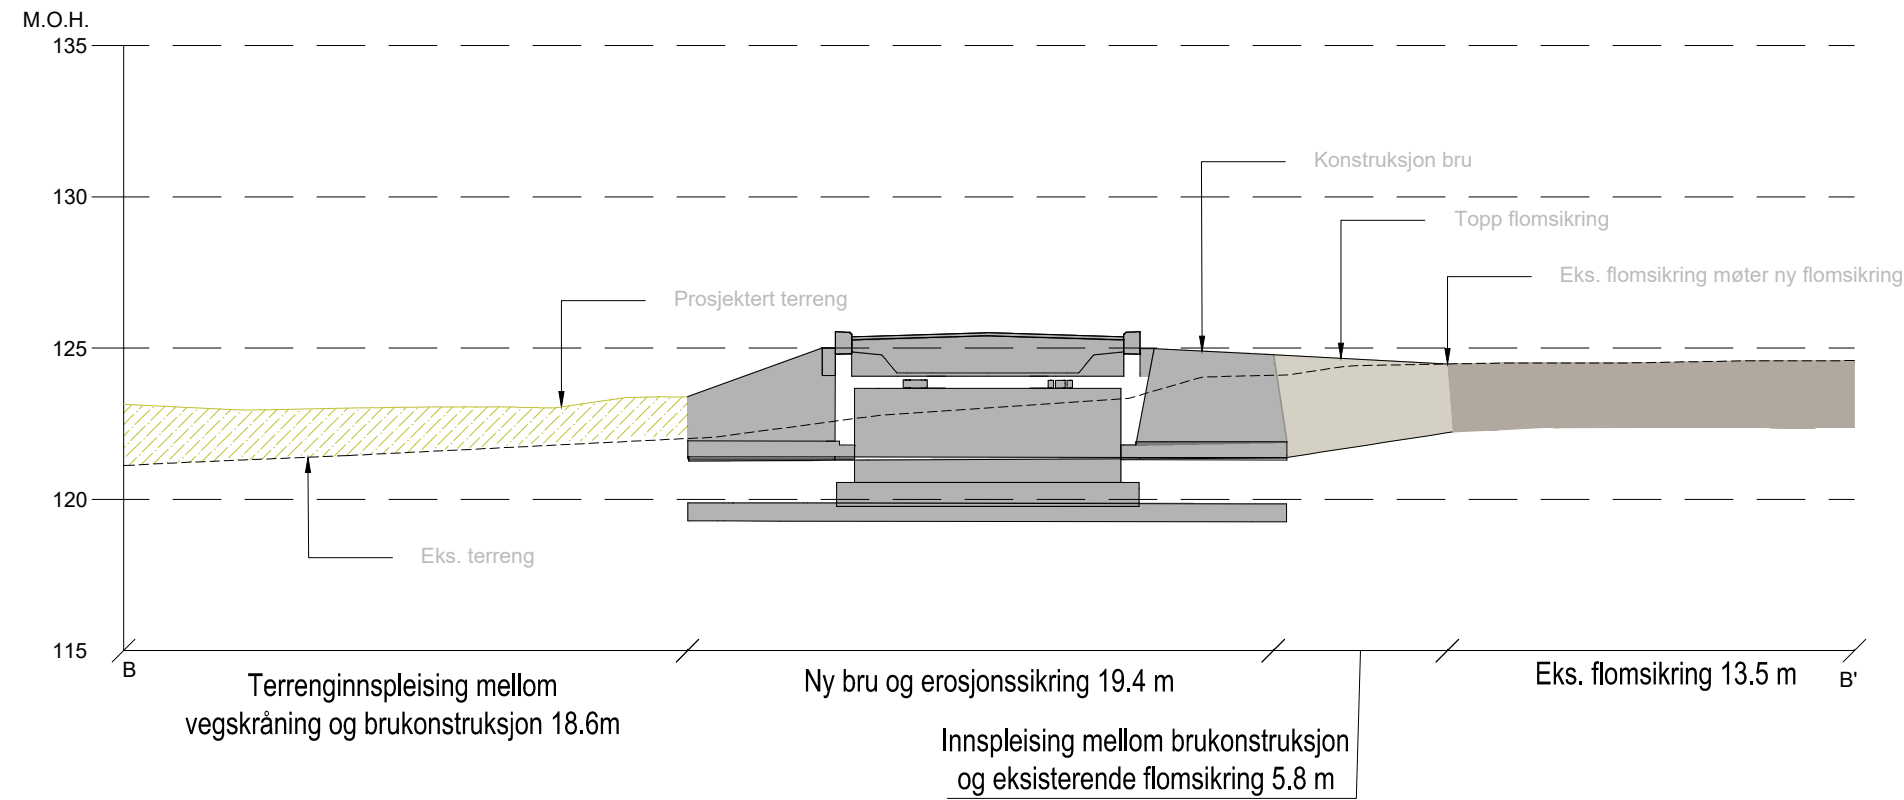 M.O.H.
135
130
125
120
115
Konstruksjon bru
Topp flomsikring
Eks. flomsikring møter ny flomsikring
Prosjektert terreng
Eks. terreng
B
B'
Terrenginnspleising mellom
vegskråning og brukonstruksjon 18.6m
Ny bru og erosjonssikring 19.4 m
Eks. flomsikring 13.5 m
Innspleising mellom brukonstruksjon
og eksisterende flomsikring 5.8 m